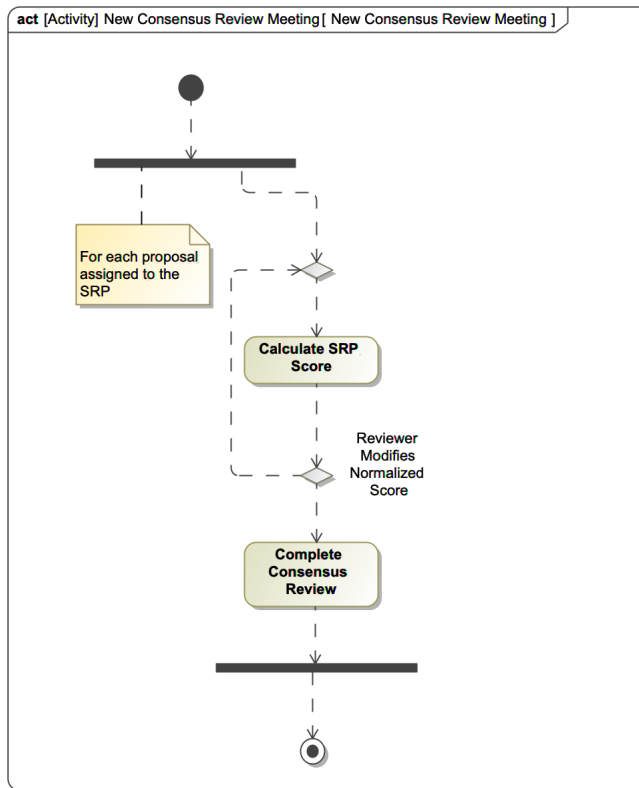 act [Activity] New Consensus Review Meeting[ New Consensus Review Meeting ]
For each proposal
assigned to the
SRP
Calculate SRP
Score
Reviewer
Modifies
Normalized
Score
Complete
Consensus
Review